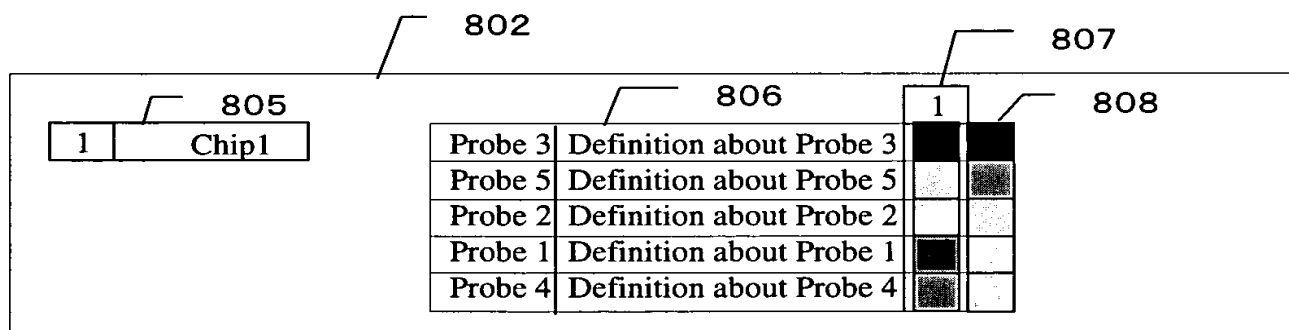 802
807
805
806
1
808
1 Chip1
Probe 3 Definition about Probe 3
Probe 5 Definition about Probe 5
Probe 2 Definition about Probe 2
Probe 1 Definition about Probe 1
Probe 4 Definition about Probe 4